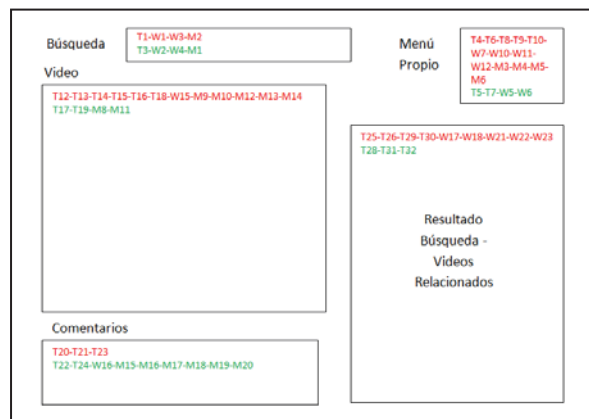 Búsqueda
T1-W1-W3-M2
T3-W2-W4-M1
Menú
Propio
T4-T6-T8-T9-T10-
W7-W10-W11-
W12-M3-M4-M5-
M6
T5-T7-W5-W6
Video
T12-T13-T14-T15-T16-T18-W15-M9-M10-M12-M13-M14
T17-T19-M8-M11
T25-T26-T29-T30-W17-W18-W21-W22-W23
T28-T31-T32
Resultado
Búsqueda -
Videos
Relacionados
Comentarios
T20-T21-T23
T22-T24-W16-M15-M16-M17-M18-M19-M20